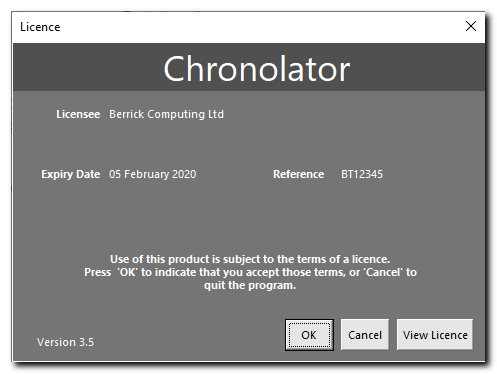 Licence
Chronolator
Licensee Berrick Computing Ltd
Expiry Date 05 February 2020 Reference BT12345
Use of this product is subject to the terms of a licence.
Press 'OK' to indicate that you accept those terms, or 'Cancel' to
quit the program.
OK Cancel View Licence
Version 3.5